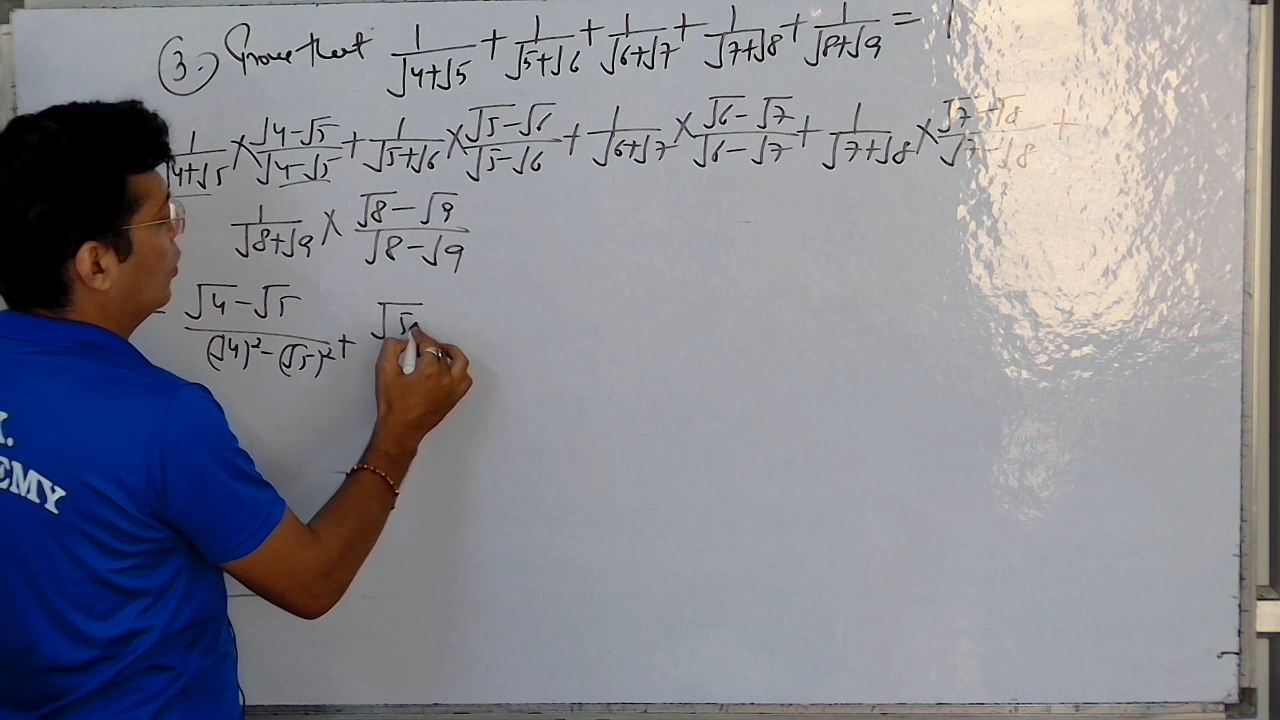 3. Prove that 1/(√4+√5) + 1/(√5+√6) + 1/(√6+√7) + 1/(√7+√8) + 1/(√8+√9) = 1
1/(√4+√5) × (√4-√5)/(√4-√5) + 1/(√5+√6) × (√5-√6)/(√5-√6) + 1/(√6+√7) × (√6-√7)/(√6-√7) + 1/(√7+√8) × (√7-√8)/(√7-√8) +
1/(√8+√9) × (√8-√9)/(√8-√9)
(√4-√5)/((√4)²-(√5)²) + √5